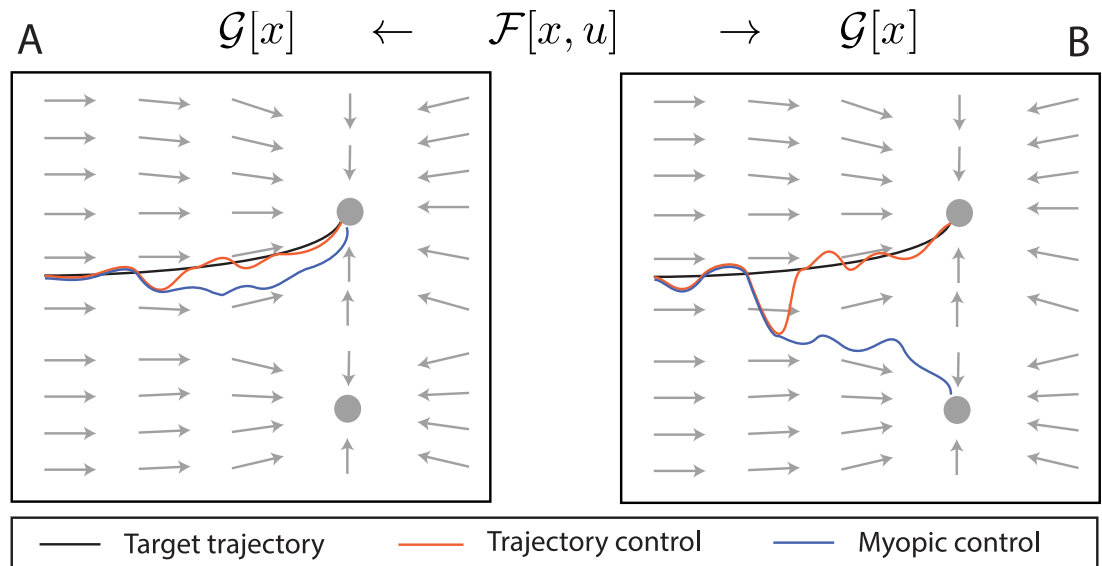 A 𝒢[x] ← ℱ[x, u] → 𝒢[x] B
Target trajectory Trajectory control Myopic control